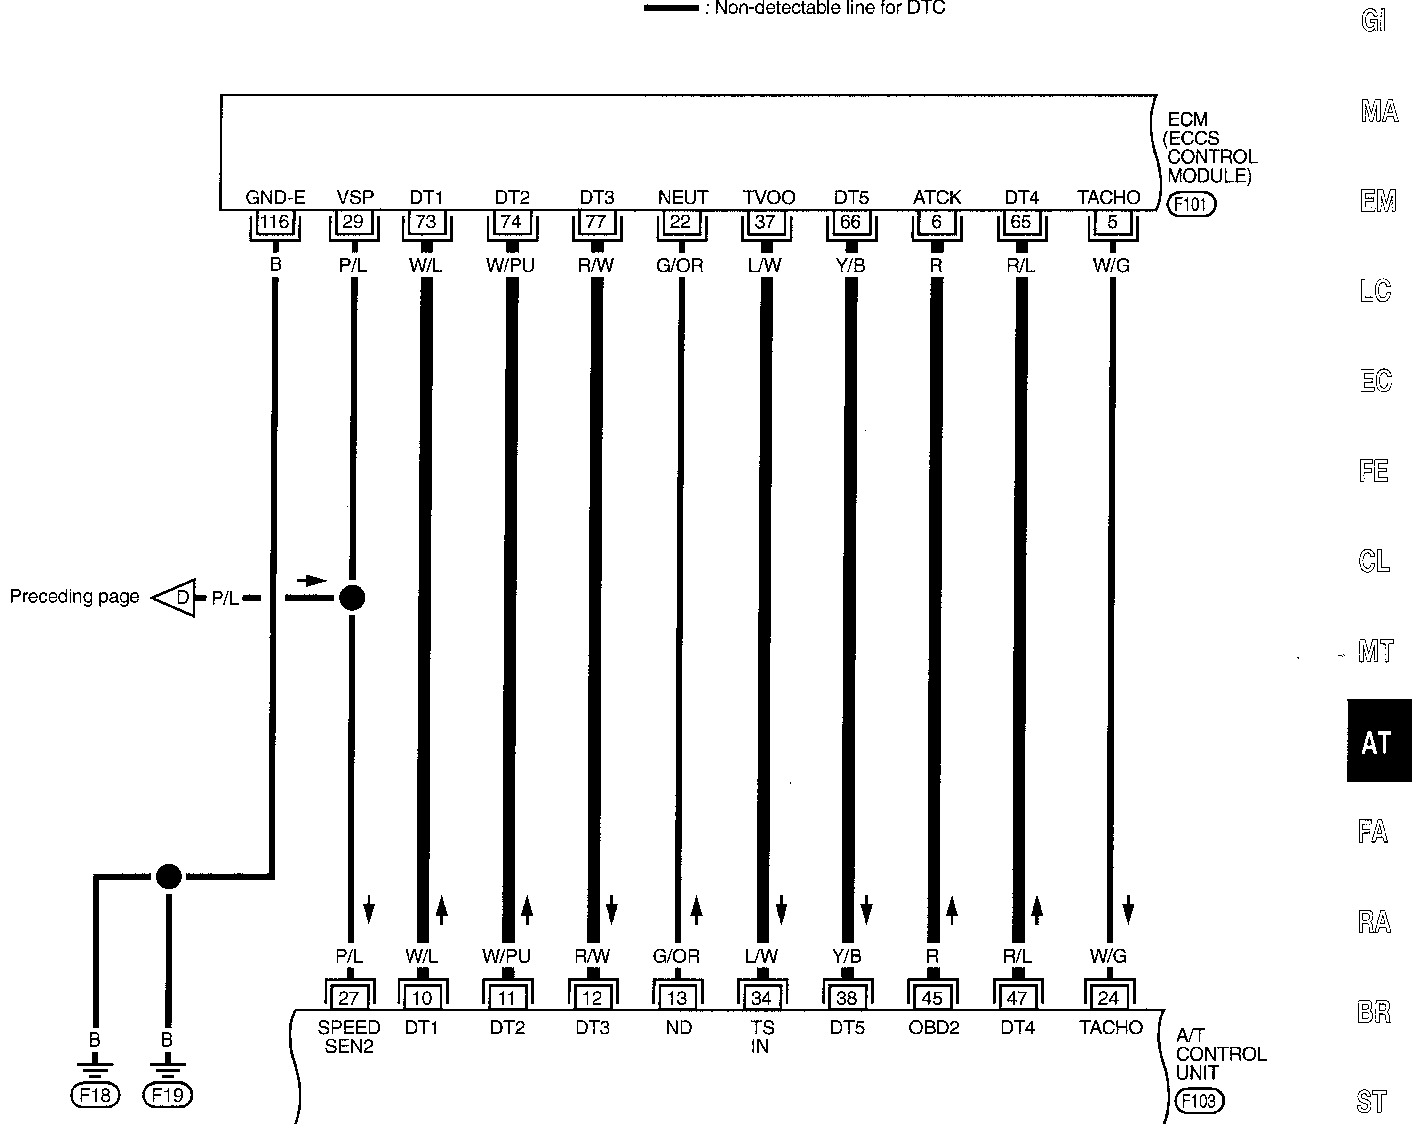 : Non-detectable line for DTC
GI
MA
EM
LC
EC
FE
CL
MT
AT
FA
RA
BR
ST
ECM
(ECCS
CONTROL
MODULE)
F101
GND-E VSP DT1 DT2 DT3 NEUT TVOO DT5 ATCK DT4 TACHO
116 29 73 74 77 22 37 66 6 65 5
B P/L W/L W/PU R/W G/OR L/W Y/B R R/L W/G
Preceding page D P/L
P/L W/L W/PU R/W G/OR L/W Y/B R R/L W/G
27 10 11 12 13 34 38 45 47 24
SPEED DT1 DT2 DT3 ND TS DT5 OBD2 DT4 TACHO
SEN2 IN
B B
F18 F19
A/T
CONTROL
UNIT
F103